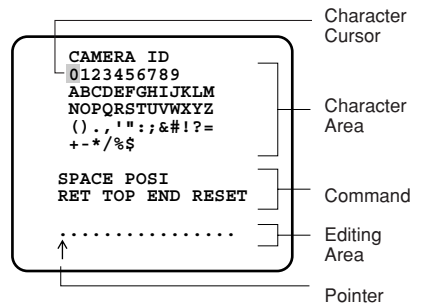 Character
Cursor
CAMERA ID
0123456789
ABCDEFGHIJKLM
NOPQRSTUVWXYZ
().,'":;&#!?=
+-*/%$
Character
Area
SPACE POSI
RET TOP END RESET
Command
................
Editing
Area
Pointer